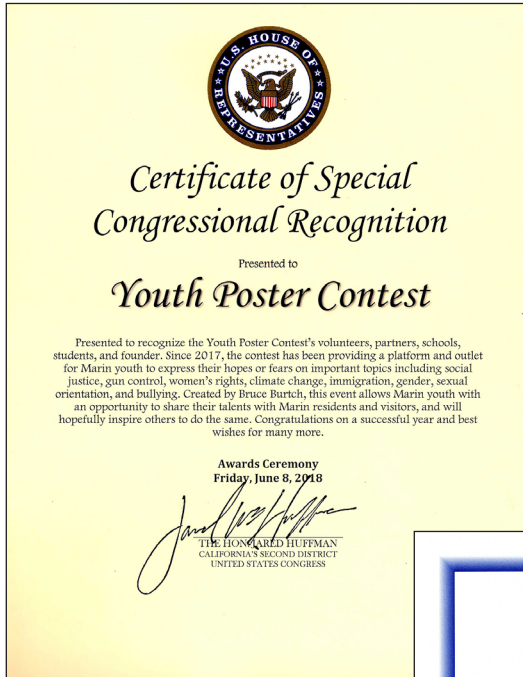 U.S. HOUSE OF
REPRESENTATIVES
Certificate of Special
Congressional Recognition
Presented to
Youth Poster Contest
Presented to recognize the Youth Poster Contest's volunteers, partners, schools,
students, and founder. Since 2017, the contest has been providing a platform and outlet
for Marin youth to express their hopes or fears on important topics including social
justice, gun control, women's rights, climate change, immigration, gender, sexual
orientation, and bullying. Created by Bruce Burtch, this event allows Marin youth with
an opportunity to share their talents with Marin residents and visitors, and will
hopefully inspire others to do the same. Congratulations on a successful year and best
wishes for many more.
Awards Ceremony
Friday, June 8, 2018
THE HON. JARED HUFFMAN
CALIFORNIA'S SECOND DISTRICT
UNITED STATES CONGRESS